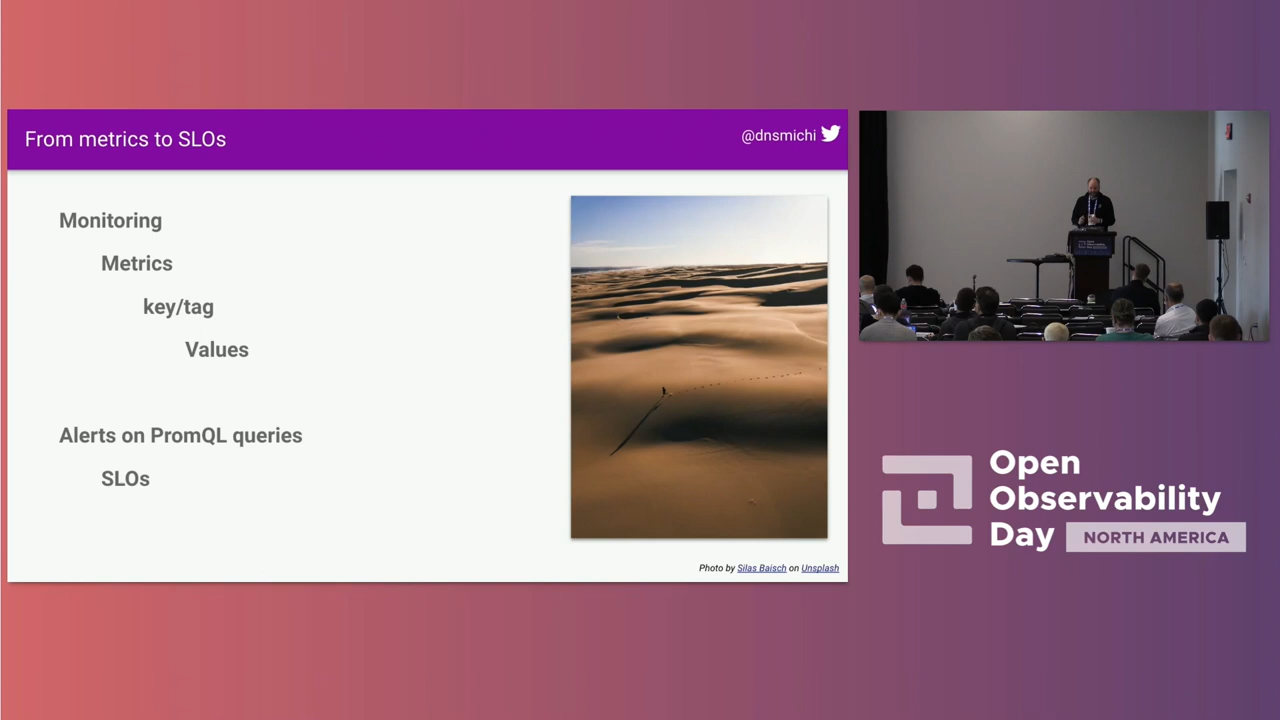 From metrics to SLOs
@dnsmichi
Monitoring
Metrics
key/tag
Values
Alerts on PromQL queries
SLOs
Photo by Silas Baisch on Unsplash
Open
Observability
Day
NORTH AMERICA